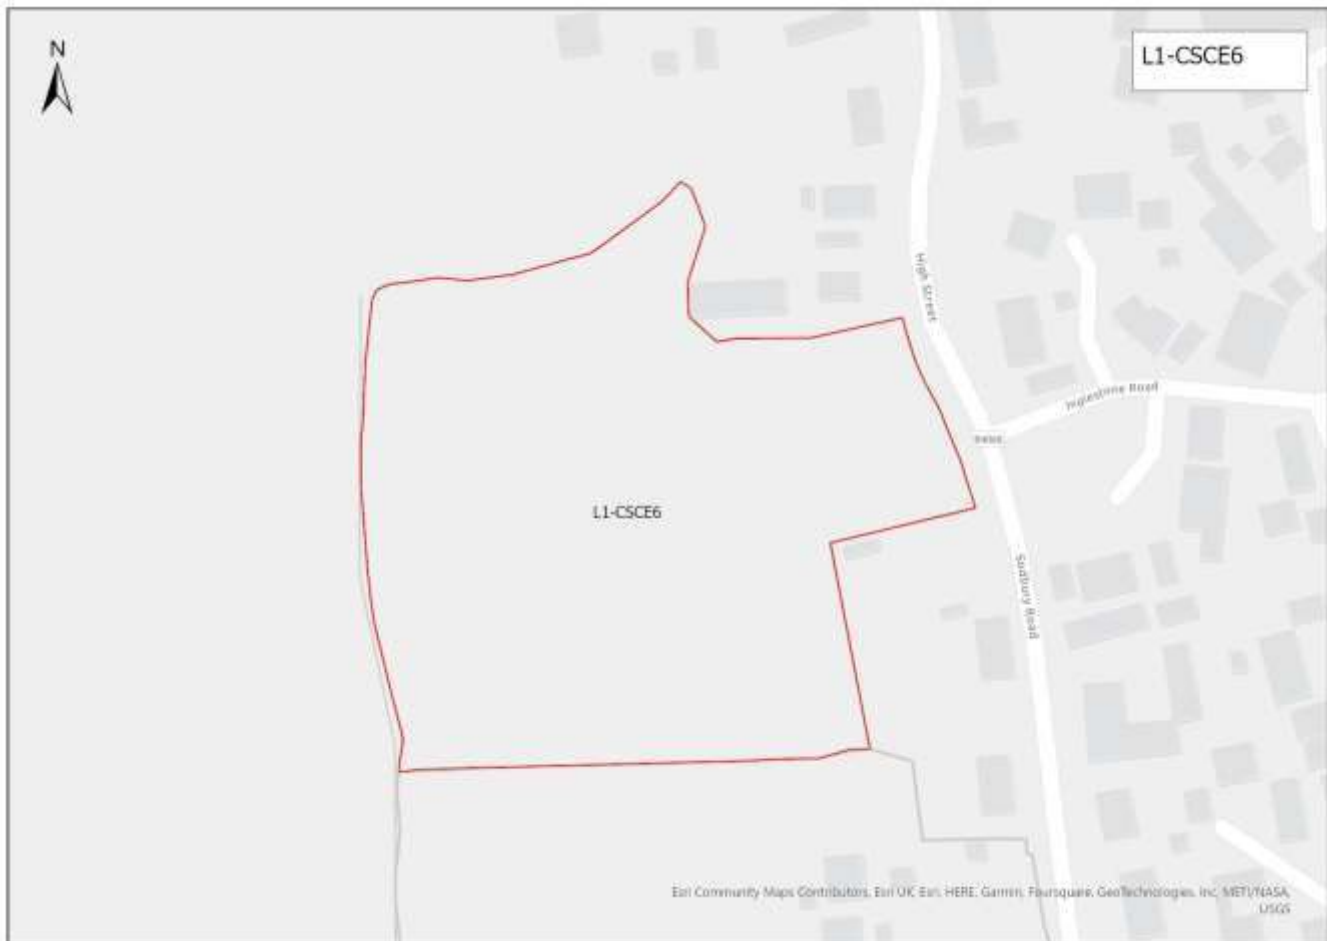 N
L1-CSCE6
High Street
Inglestone Road
L1-CSCE6
Sodbury Road
Esri Community Maps Contributors, Esri UK, Esri, HERE, Garmin, Foursquare, GeoTechnologies, Inc, METI/NASA,
USGS